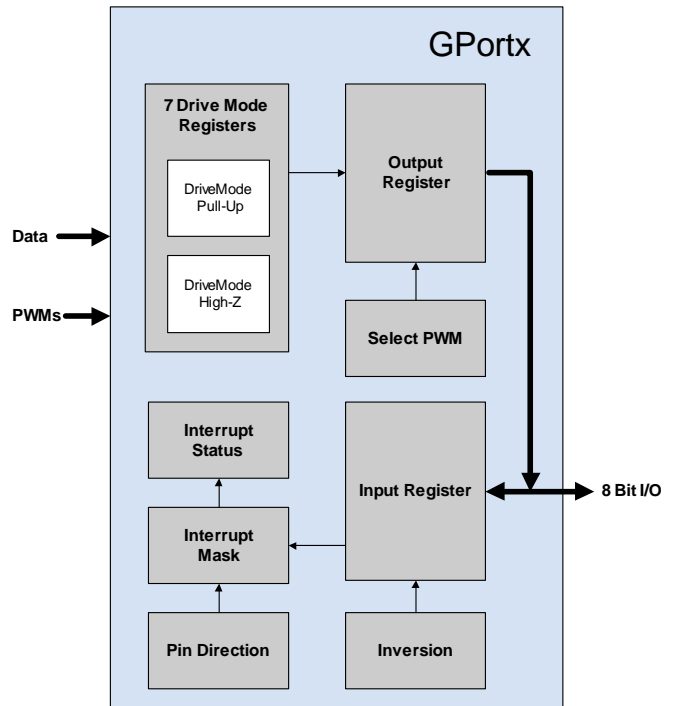 GPortx
7 Drive Mode
Registers
DriveMode
Pull-Up
DriveMode
High-Z
Output
Register
Select PWM
Data
PWMs
Interrupt
Status
Interrupt
Mask
Pin Direction
Input Register
Inversion
8 Bit I/O